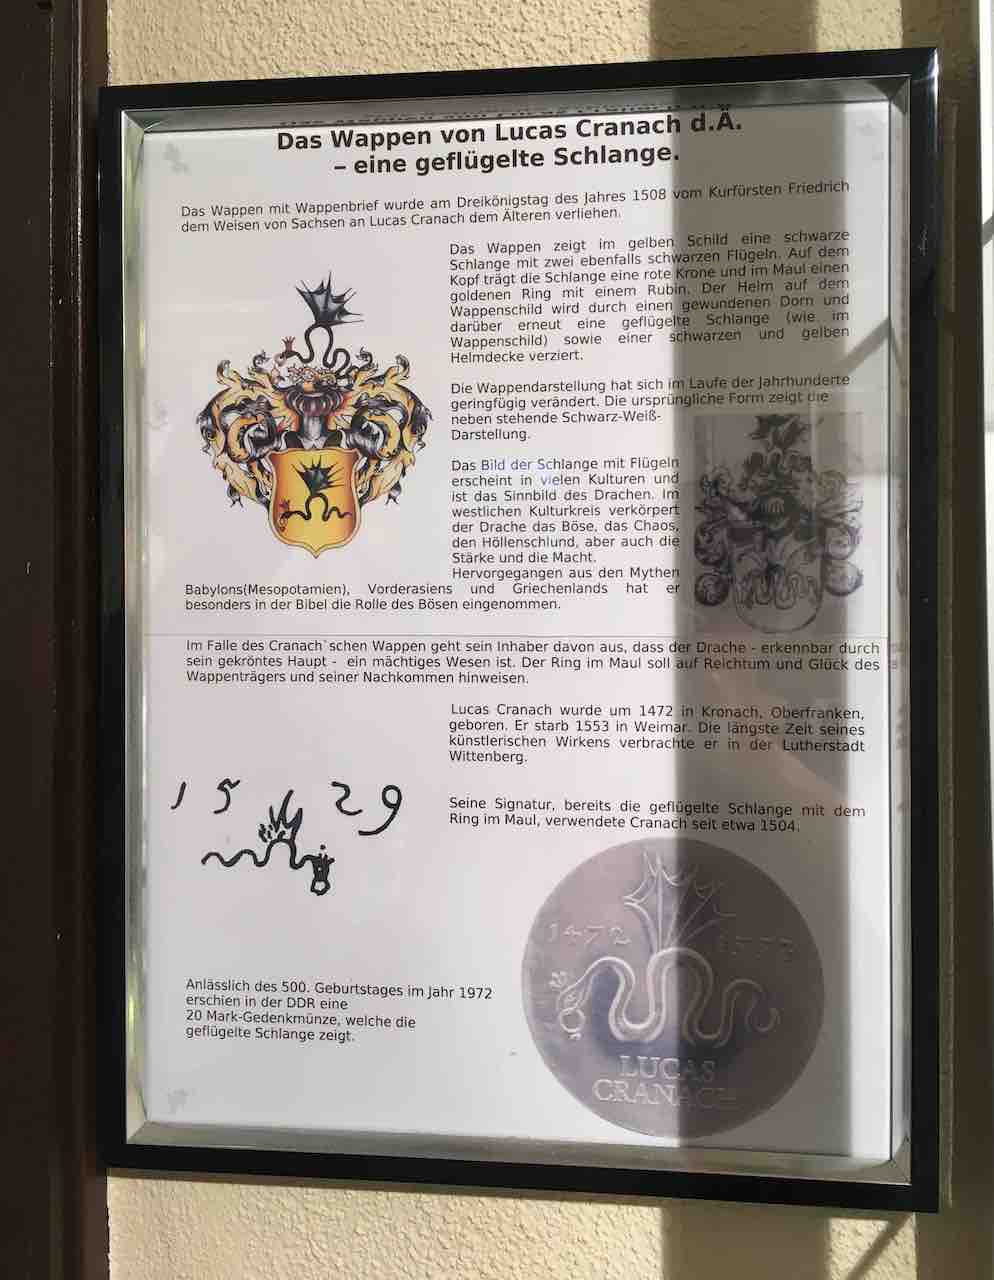 Das Wappen von Lucas Cranach d.Ä.
– eine geflügelte Schlange.
Das Wappen mit Wappenbrief wurde am Dreikönigstag des Jahres 1508 vom Kurfürsten Friedrich
dem Weisen von Sachsen an Lucas Cranach dem Älteren verliehen.
Das Wappen zeigt im gelben Schild eine schwarze
Schlange mit zwei ebenfalls schwarzen Flügeln. Auf dem
Kopf trägt die Schlange eine rote Krone und im Maul einen
goldenen Ring mit einem Rubin. Der Helm auf dem
Wappenschild wird durch einen gewundenen Dorn und
darüber erneut eine geflügelte Schlange (wie im
Wappenschild) sowie einer schwarzen und gelben
Helmdecke verziert.
Die Wappendarstellung hat sich im Laufe der Jahrhunderte
geringfügig verändert. Die ursprüngliche Form zeigt die
neben stehende Schwarz-Weiß-
Darstellung.
Das Bild der Schlange mit Flügeln
erscheint in vielen Kulturen und
ist das Sinnbild des Drachen. Im
westlichen Kulturkreis verkörpert
der Drache das Böse, das Chaos,
den Höllenschlund, aber auch die
Stärke und die Macht.
Hervorgegangen aus den Mythen
Babylons(Mesopotamien), Vorderasiens und Griechenlands hat er
besonders in der Bibel die Rolle des Bösen eingenommen.
Im Falle des Cranach`schen Wappen geht sein Inhaber davon aus, dass der Drache - erkennbar durch
sein gekröntes Haupt - ein mächtiges Wesen ist. Der Ring im Maul soll auf Reichtum und Glück des
Wappenträgers und seiner Nachkommen hinweisen.
Lucas Cranach wurde um 1472 in Kronach, Oberfranken,
geboren. Er starb 1553 in Weimar. Die längste Zeit seines
künstlerischen Wirkens verbrachte er in der Lutherstadt
Wittenberg.
15 29
Seine Signatur, bereits die geflügelte Schlange mit dem
Ring im Maul, verwendete Cranach seit etwa 1504.
Anlässlich des 500. Geburtstages im Jahr 1972
erschien in der DDR eine
20 Mark-Gedenkmünze, welche die
geflügelte Schlange zeigt.
1472 1553
LUCAS
CRANACH